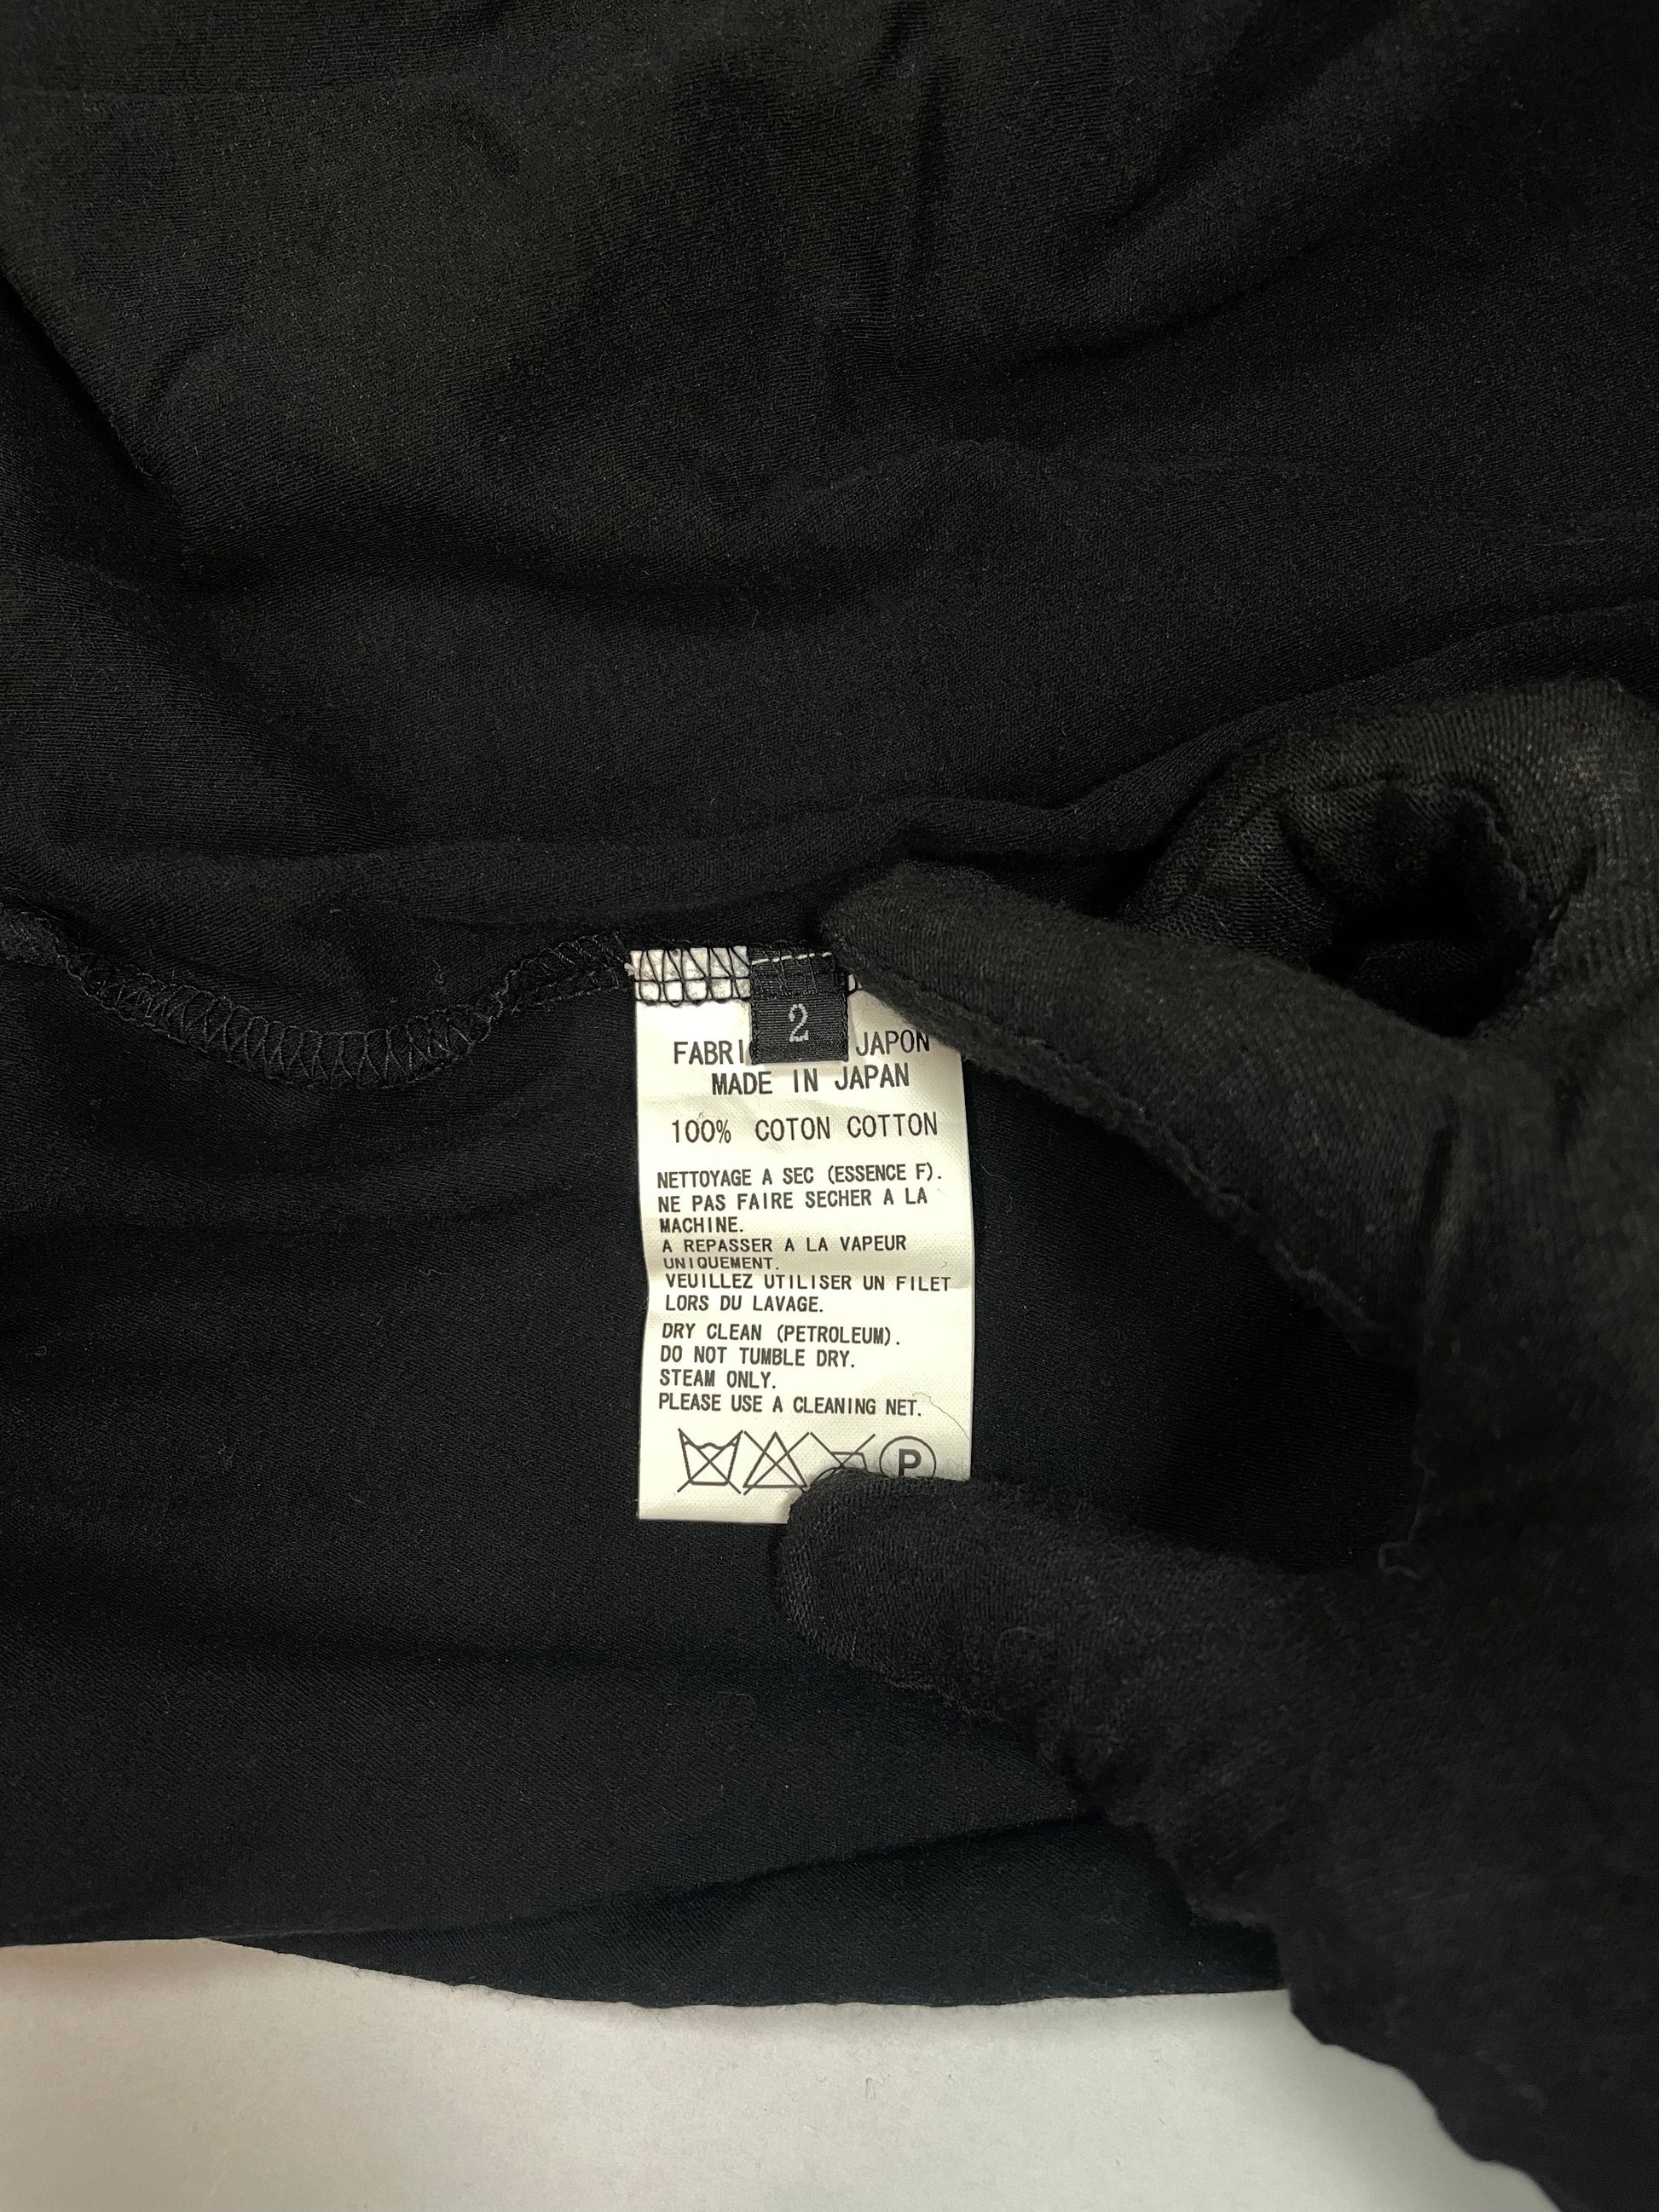 2
FABRI JAPON
MADE IN JAPAN
100% COTON COTTON
NETTOYAGE A SEC (ESSENCE F).
NE PAS FAIRE SECHER A LA
MACHINE.
A REPASSER A LA VAPEUR
UNIQUEMENT.
VEUILLEZ UTILISER UN FILET
LORS DU LAVAGE.
DRY CLEAN (PETROLEUM).
DO NOT TUMBLE DRY.
STEAM ONLY.
PLEASE USE A CLEANING NET.
P